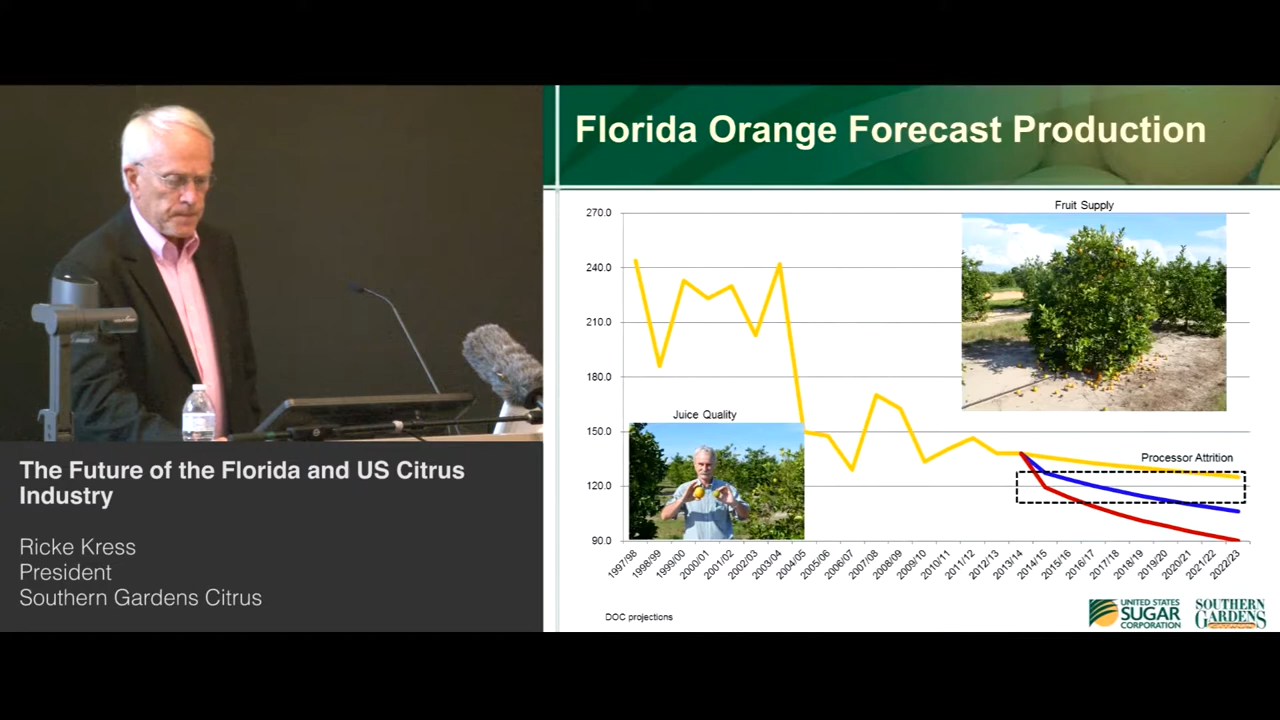 The Future of the Florida and US Citrus
Industry
Ricke Kress
President
Southern Gardens Citrus
Florida Orange Forecast Production
Fruit Supply
Juice Quality
Processor Attrition
270.0
240.0
210.0
180.0
150.0
120.0
90.0
1997/98
1998/99
1999/00
2000/01
2001/02
2002/03
2003/04
2004/05
2005/06
2006/07
2007/08
2008/09
2009/10
2010/11
2011/12
2012/13
2013/14
2014/15
2015/16
2016/17
2017/18
2018/19
2019/20
2020/21
2021/22
2022/23
DOC projections
UNITED STATES
SUGAR
CORPORATION
SOUTHERN
GARDENS